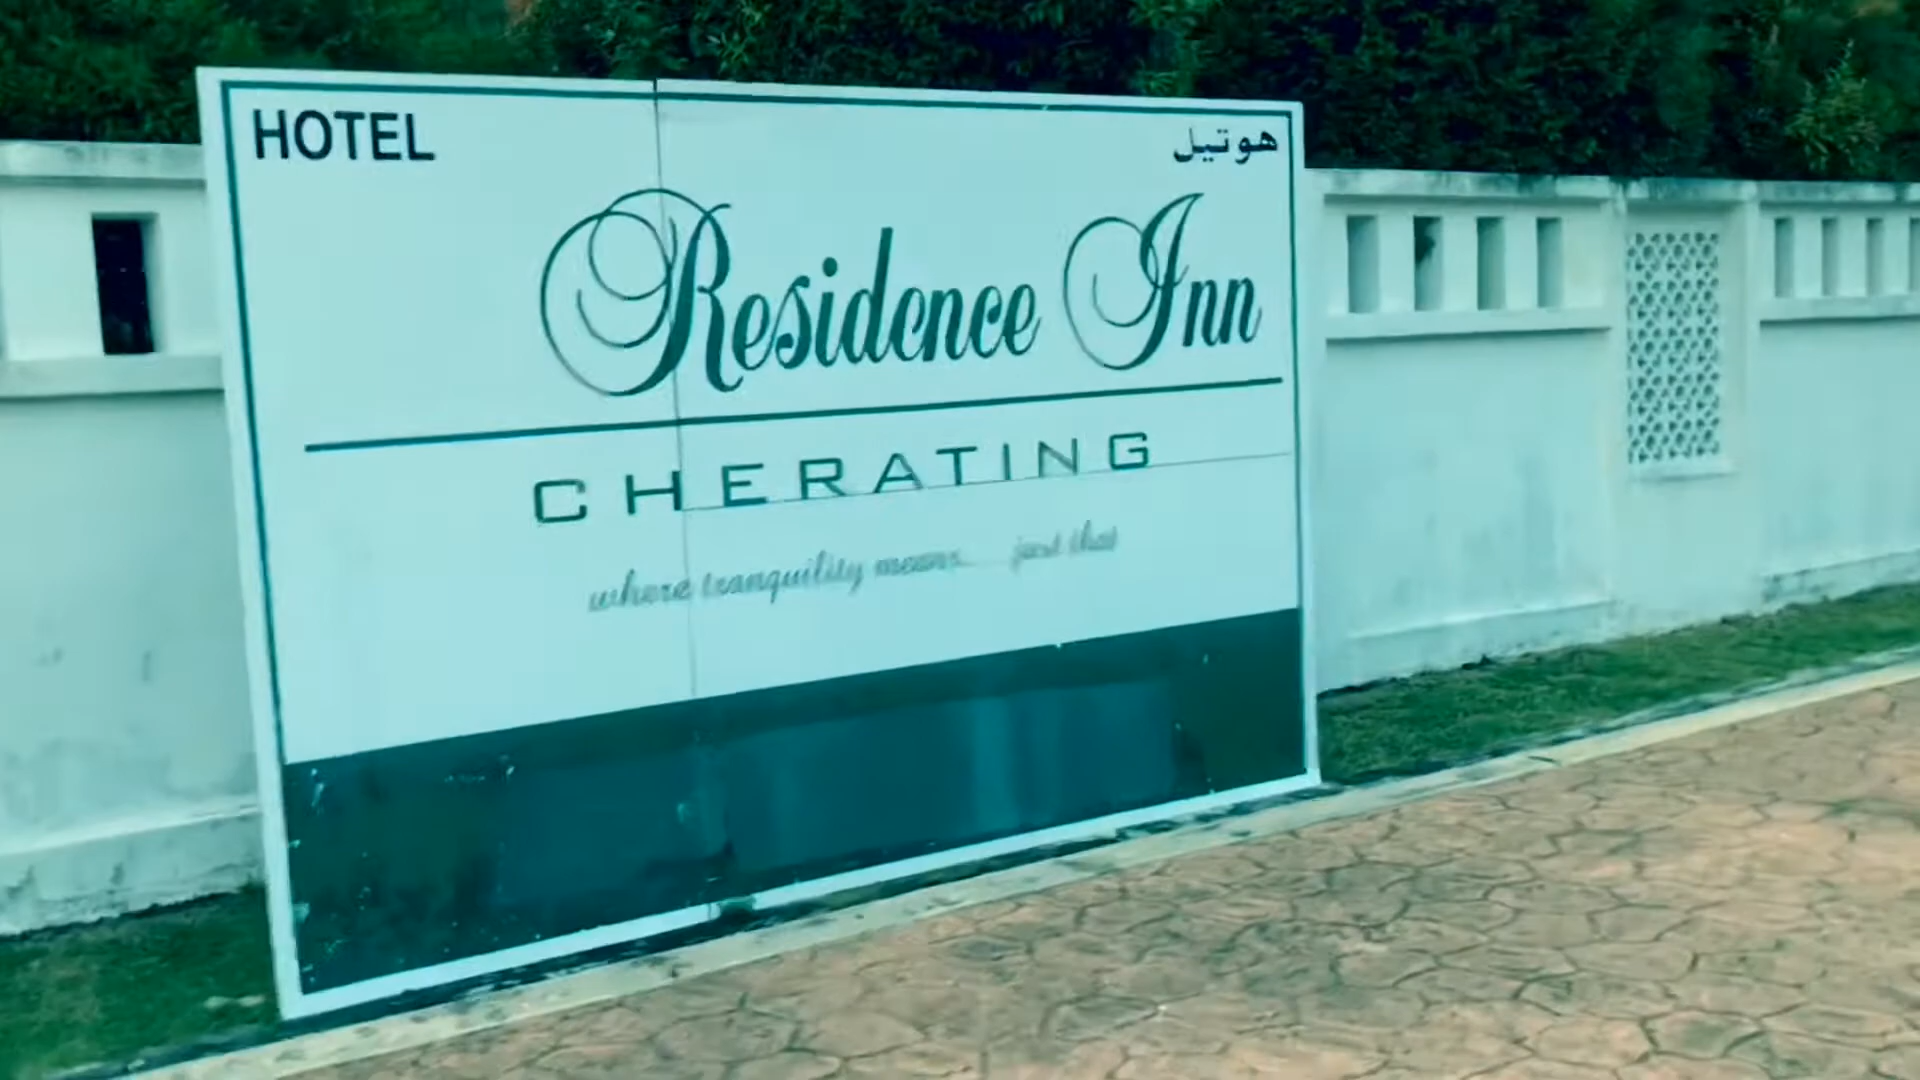 HOTEL هوتيل
Residence Inn
CHERATING
where tranquility means.... just that